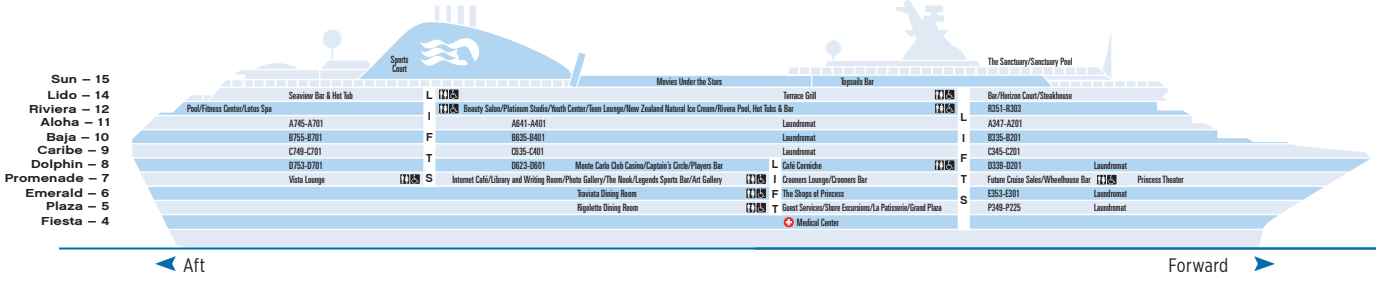 Sports
Court
The Sanctuary/Sanctuary Pool
Sun – 15 Movies Under the Stars Topsails Bar
Lido – 14 Seaview Bar & Hot Tub L Terrace Grill Bar/Horizon Court/Steakhouse
Riviera – 12 Pool/Fitness Center/Lotus Spa Beauty Salon/Platinum Studio/Youth Center/Teen Lounge/New Zealand Natural Ice Cream/Rivera Pool, Hot Tubs & Bar R351-R303
Aloha – 11 A745-A701 I A641-A401 Laundromat L A347-A201
Baja – 10 B755-B701 F B635-B401 Laundromat I B335-B201
Caribe – 9 C749-C701 T C635-C401 Laundromat F C345-C201
Dolphin – 8 D753-D701 D623-D601 Monte Carlo Club Casino/Captain's Circle/Players Bar L Café Corniche D339-D201 Laundromat
Promenade – 7 Vista Lounge S Internet Café/Library and Writing Room/Photo Gallery/The Nook/Legends Sports Bar/Art Gallery I Crooners Lounge/Crooners Bar T Future Cruise Sales/Wheelhouse Bar Princess Theater
Emerald – 6 Traviata Dining Room F The Shops of Princess S E353-E301 Laundromat
Plaza – 5 Rigoletto Dining Room T Guest Services/Shore Excursions/La Patisserie/Grand Plaza P349-P225 Laundromat
Fiesta – 4 Medical Center
Aft Forward